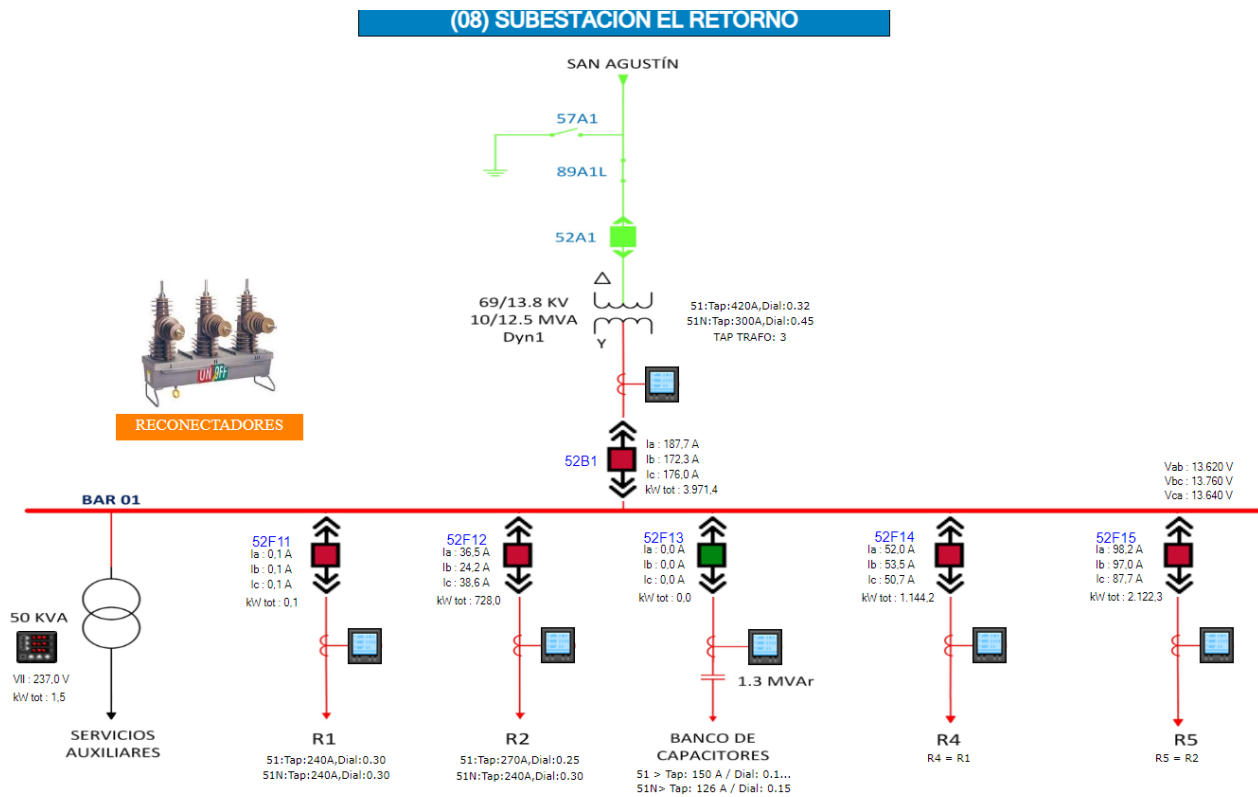 (08) SUBESTACIÓN EL RETORNO
SAN AGUSTÍN
57A1
89A1L
52A1
69/13.8 KV
10/12.5 MVA
Dyn1
Y
51:Tap:420A,Dial:0.32
51N:Tap:300A,Dial:0.45
TAP TRAFO: 3
RECONECTADORES
52B1
Ia : 187,7 A
Ib : 172,3 A
Ic : 176,0 A
kW tot : 3.971,4
Vab : 13.620 V
Vbc : 13.760 V
Vca : 13.640 V
BAR 01
50 KVA
Vll : 237,0 V
kW tot : 1,5
SERVICIOS
AUXILIARES
52F11
Ia : 0,1 A
Ib : 0,1 A
Ic : 0,1 A
kW tot : 0,1
R1
51:Tap:240A,Dial:0.30
51N:Tap:240A,Dial:0.30
52F12
Ia : 36,5 A
Ib : 24,2 A
Ic : 38,6 A
kW tot : 728,0
R2
51:Tap:270A,Dial:0.25
51N:Tap:240A,Dial:0.30
52F13
Ia : 0,0 A
Ib : 0,0 A
Ic : 0,0 A
kW tot : 0,0
1.3 MVAr
BANCO DE
CAPACITORES
51 > Tap: 150 A / Dial: 0.1...
51N> Tap: 126 A / Dial: 0.15
52F14
Ia : 52,0 A
Ib : 53,5 A
Ic : 50,7 A
kW tot : 1.144,2
R4
R4 = R1
52F15
Ia : 98,2 A
Ib : 97,0 A
Ic : 87,7 A
kW tot : 2.122,3
R5
R5 = R2